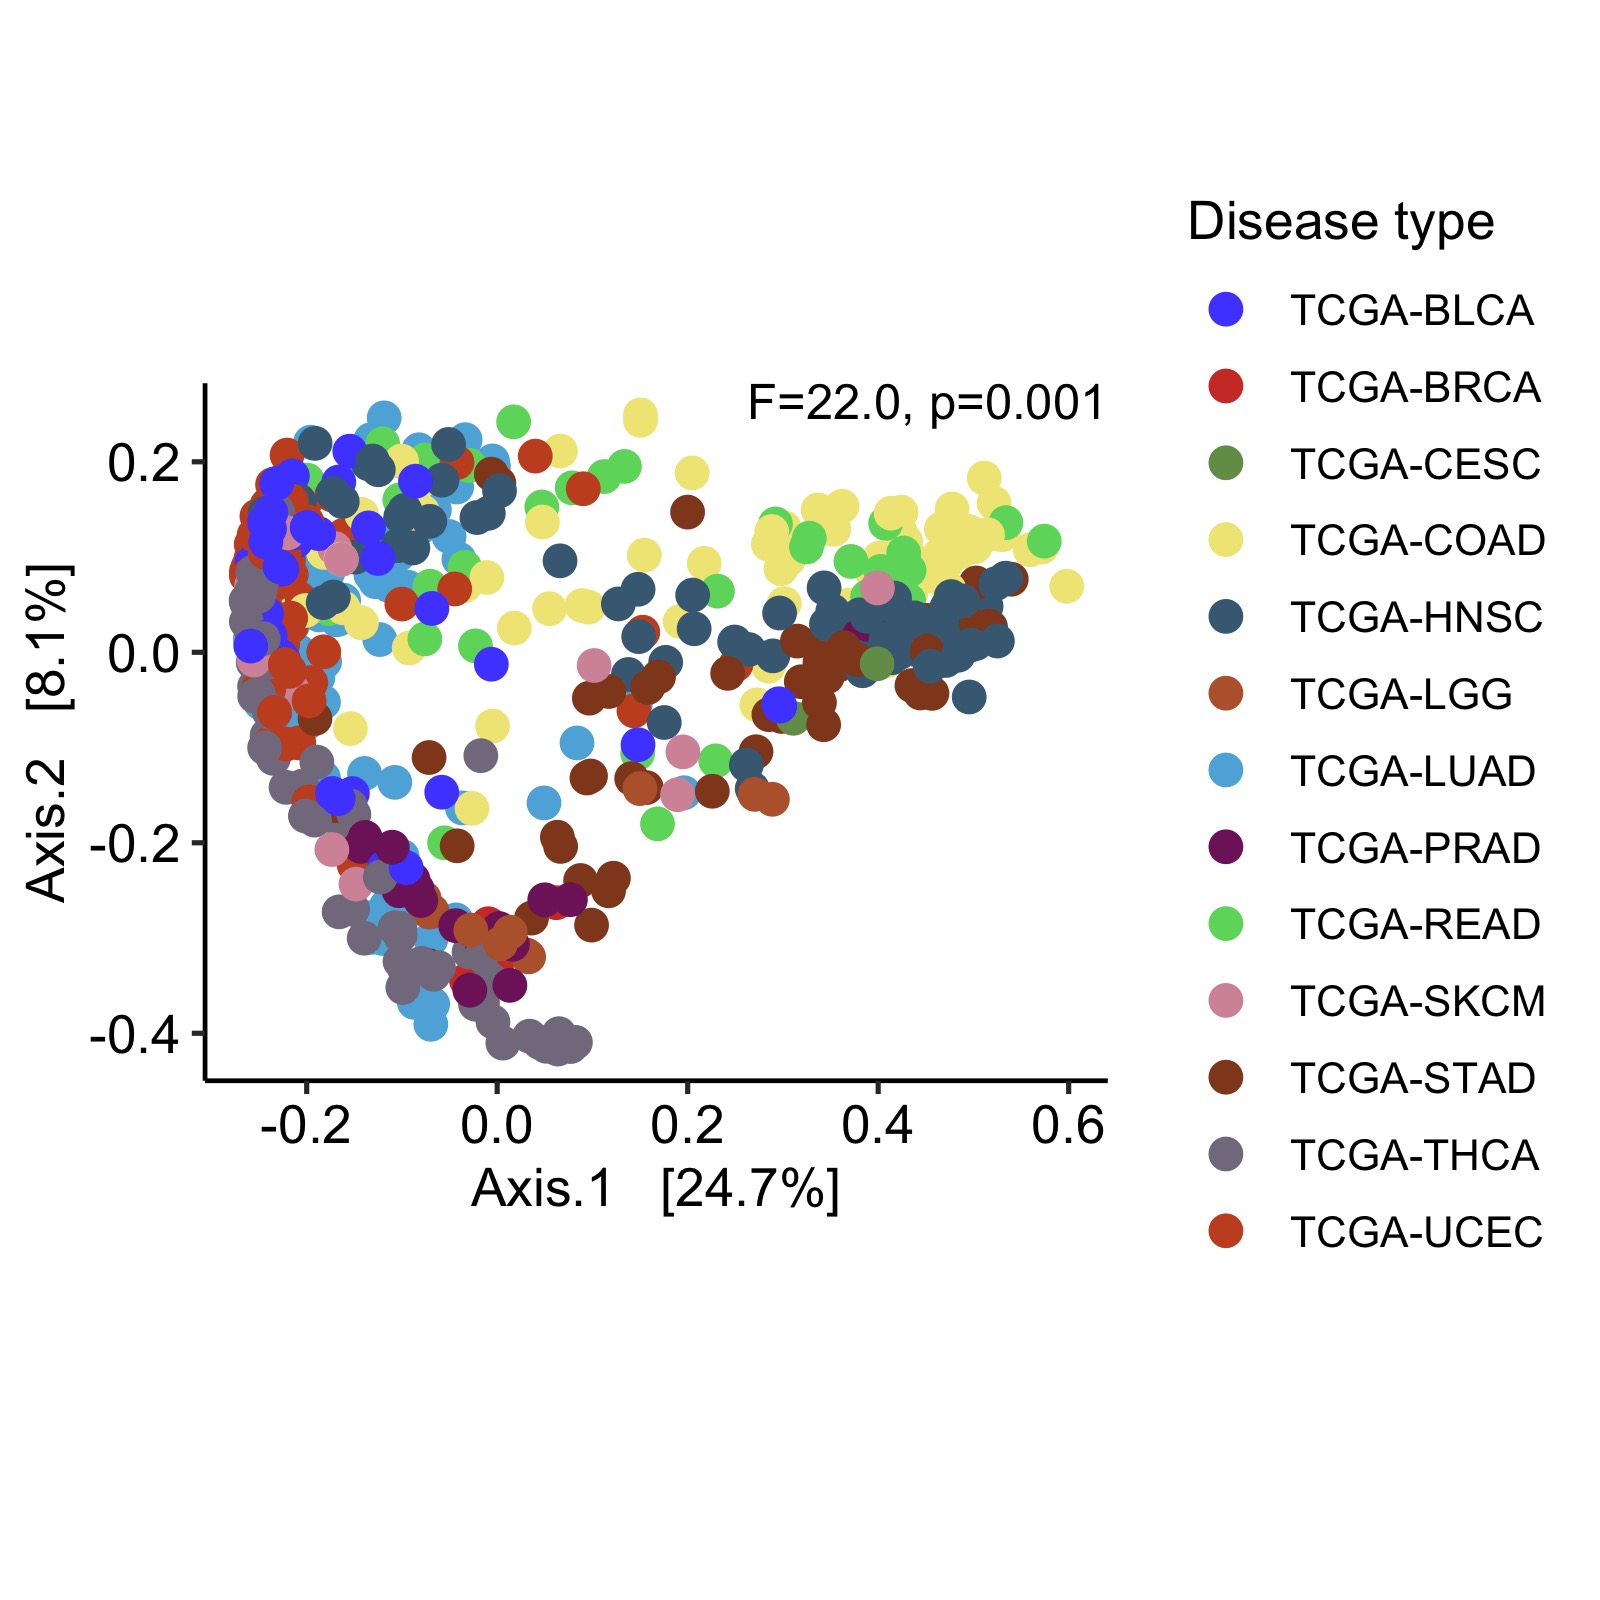 Disease type
TCGA-BLCA
TCGA-BRCA
TCGA-CESC
TCGA-COAD
TCGA-HNSC
TCGA-LGG
TCGA-LUAD
TCGA-PRAD
TCGA-READ
TCGA-SKCM
TCGA-STAD
TCGA-THCA
TCGA-UCEC
F=22.0, p=0.001
0.2
0.0
-0.2
-0.4
Axis.2 [8.1%]
-0.2 0.0 0.2 0.4 0.6
Axis.1 [24.7%]